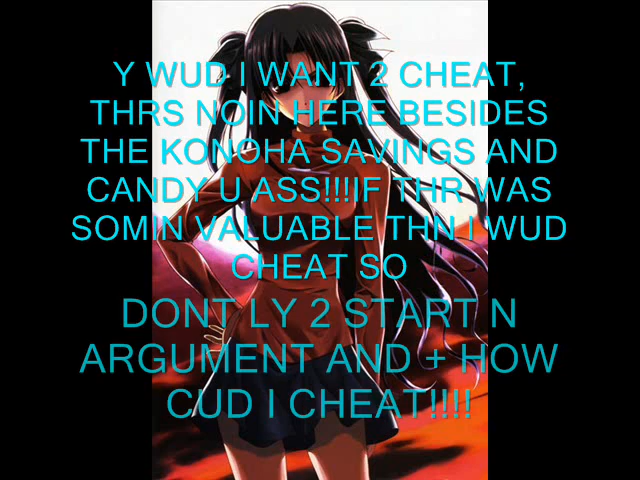 Y WUD I WANT 2 CHEAT,
THRS NOIN HERE BESIDES
THE KONOHA SAVINGS AND
CANDY U ASS!!!!IF THR WAS
SOMIN VALUABLE THN I WUD
CHEAT SO
DONT LY 2 START N
ARGUMENT AND + HOW
CUD I CHEAT!!!!